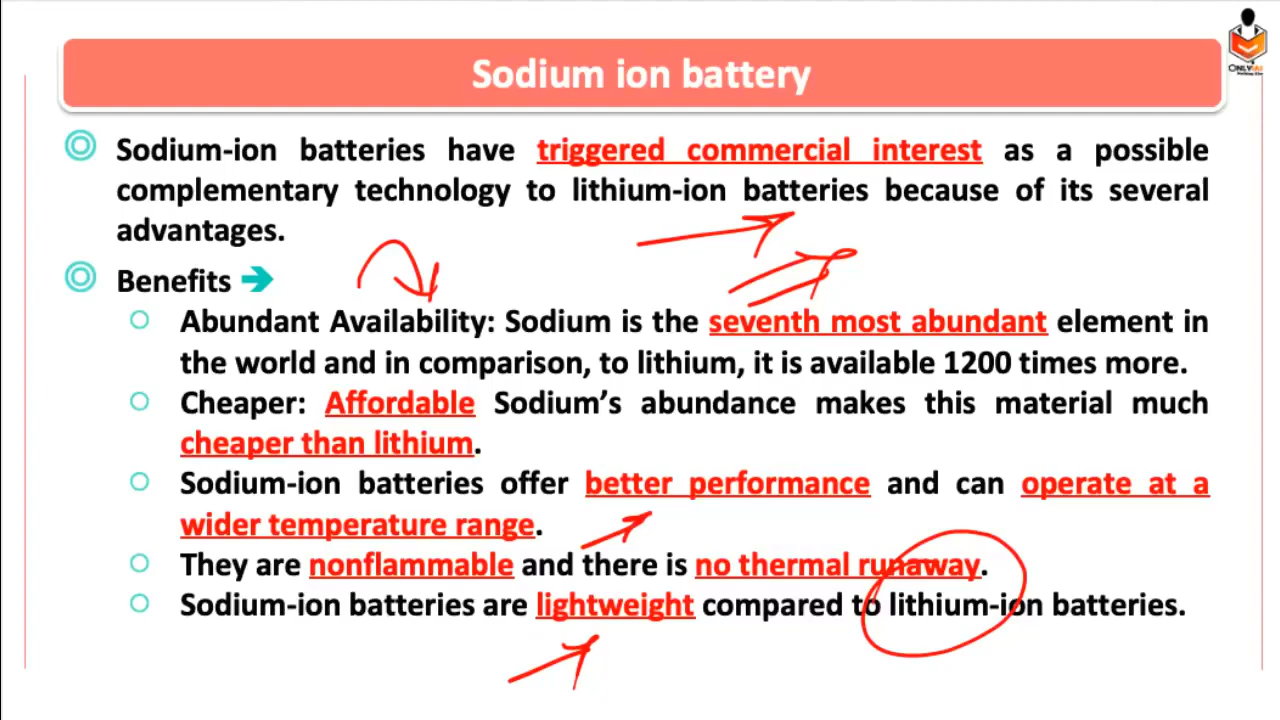 Sodium ion battery
Sodium-ion batteries have triggered commercial interest as a possible
complementary technology to lithium-ion batteries because of its several
advantages.
Benefits
Abundant Availability: Sodium is the seventh most abundant element in
the world and in comparison, to lithium, it is available 1200 times more.
Cheaper: Affordable Sodium’s abundance makes this material much
cheaper than lithium.
Sodium-ion batteries offer better performance and can operate at a
wider temperature range.
They are nonflammable and there is no thermal runaway.
Sodium-ion batteries are lightweight compared to lithium-ion batteries.